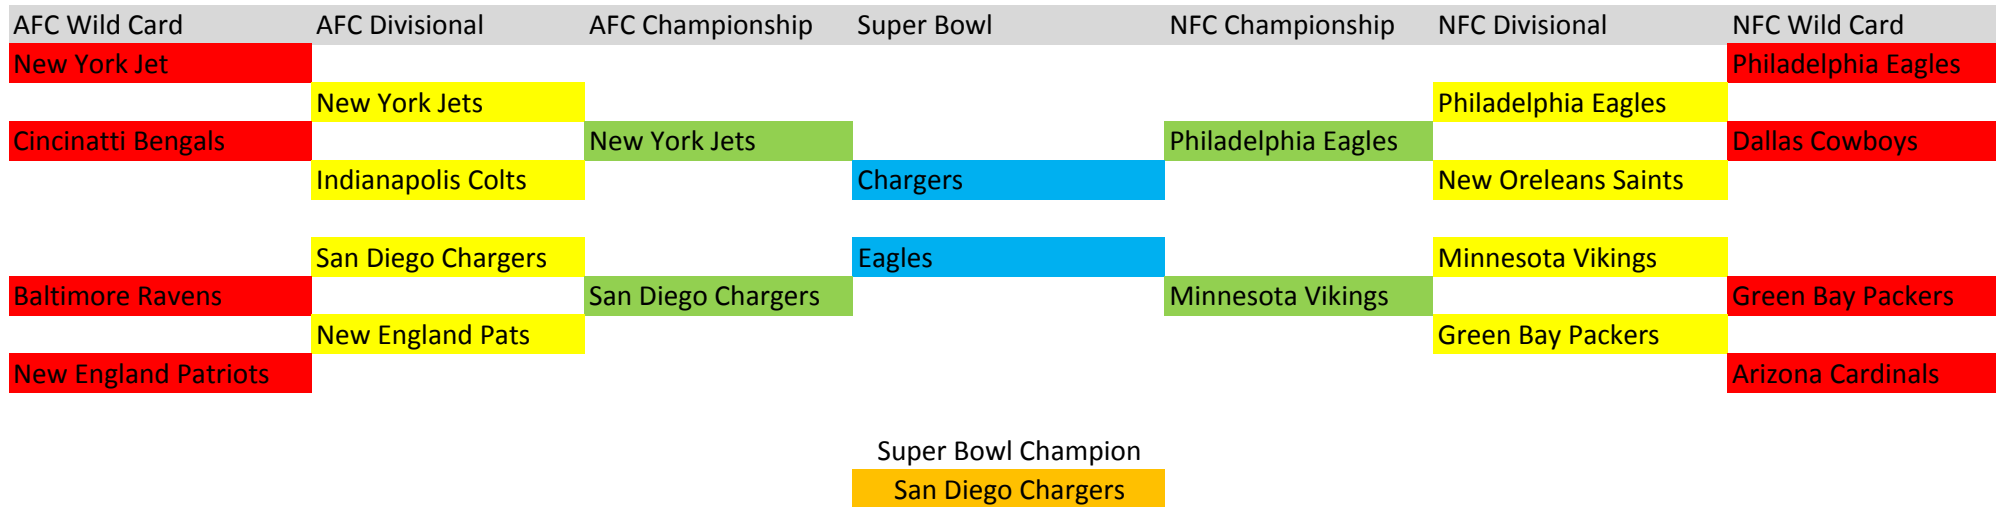 AFC Wild Card AFC Divisional AFC Championship Super Bowl NFC Championship NFC Divisional NFC Wild Card
New York Jet Philadelphia Eagles
New York Jets Philadelphia Eagles
Cincinatti Bengals New York Jets Philadelphia Eagles Dallas Cowboys
Indianapolis Colts Chargers New Oreleans Saints
San Diego Chargers Eagles Minnesota Vikings
Baltimore Ravens San Diego Chargers Minnesota Vikings Green Bay Packers
New England Pats Green Bay Packers
New England Patriots Arizona Cardinals
Super Bowl Champion
San Diego Chargers